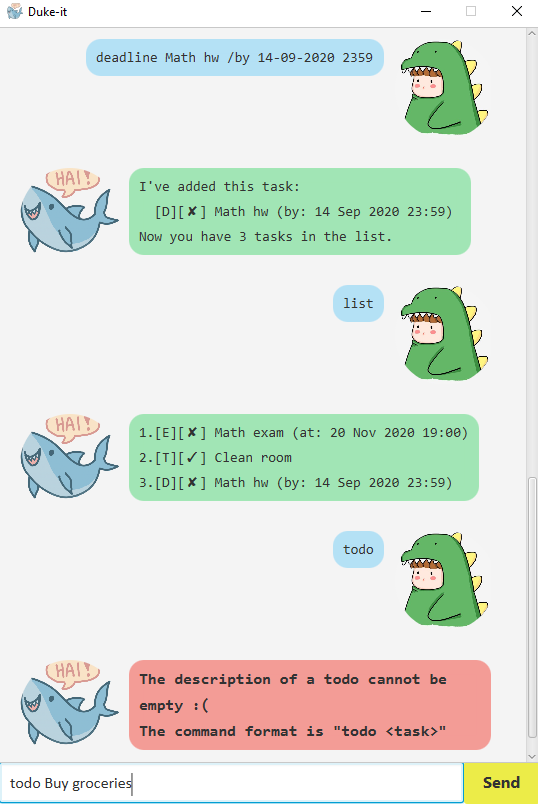 Duke-it
deadline Math hw /by 14-09-2020 2359
HAI!
I've added this task:
[D][✘] Math hw (by: 14 Sep 2020 23:59)
Now you have 3 tasks in the list.
list
HAI!
1.[E][✘] Math exam (at: 20 Nov 2020 19:00)
2.[T][✓] Clean room
3.[D][✘] Math hw (by: 14 Sep 2020 23:59)
todo
HAI!
The description of a todo cannot be
empty :(
The command format is "todo <task>"
todo Buy groceries
Send